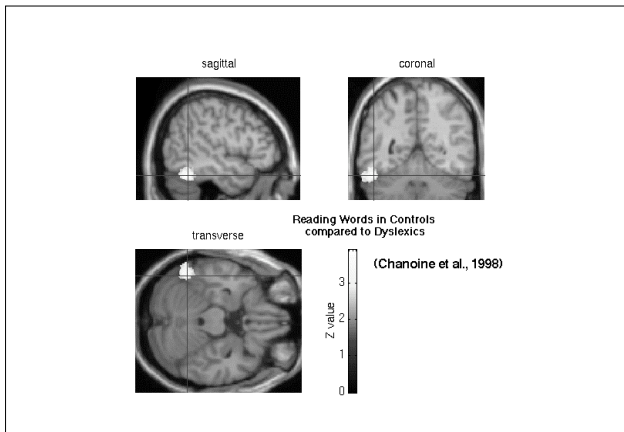 sagittal
coronal
Reading Words in Controls
compared to Dyslexics
transverse
(Chanoine et al., 1998)
3
2
1
0
Z value